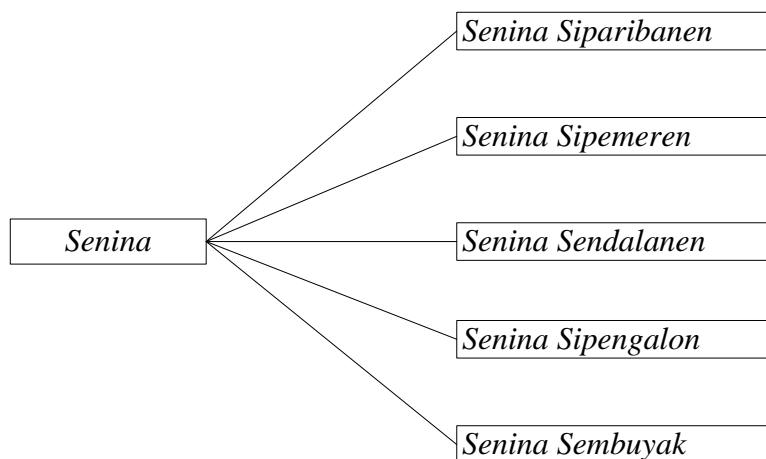 Senina Siparibanen
Senina Sipemeren
Senina
Senina Sendalanen
Senina Sipengalon
Senina Sembuyak